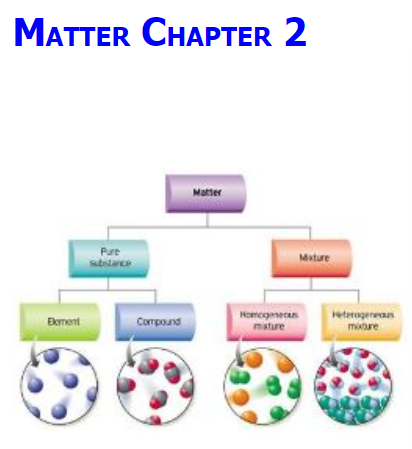 MATTER CHAPTER 2
Matter
Pure
substance
Mixture
Element
Compound
Homogeneous
mixture
Heterogeneous
mixture